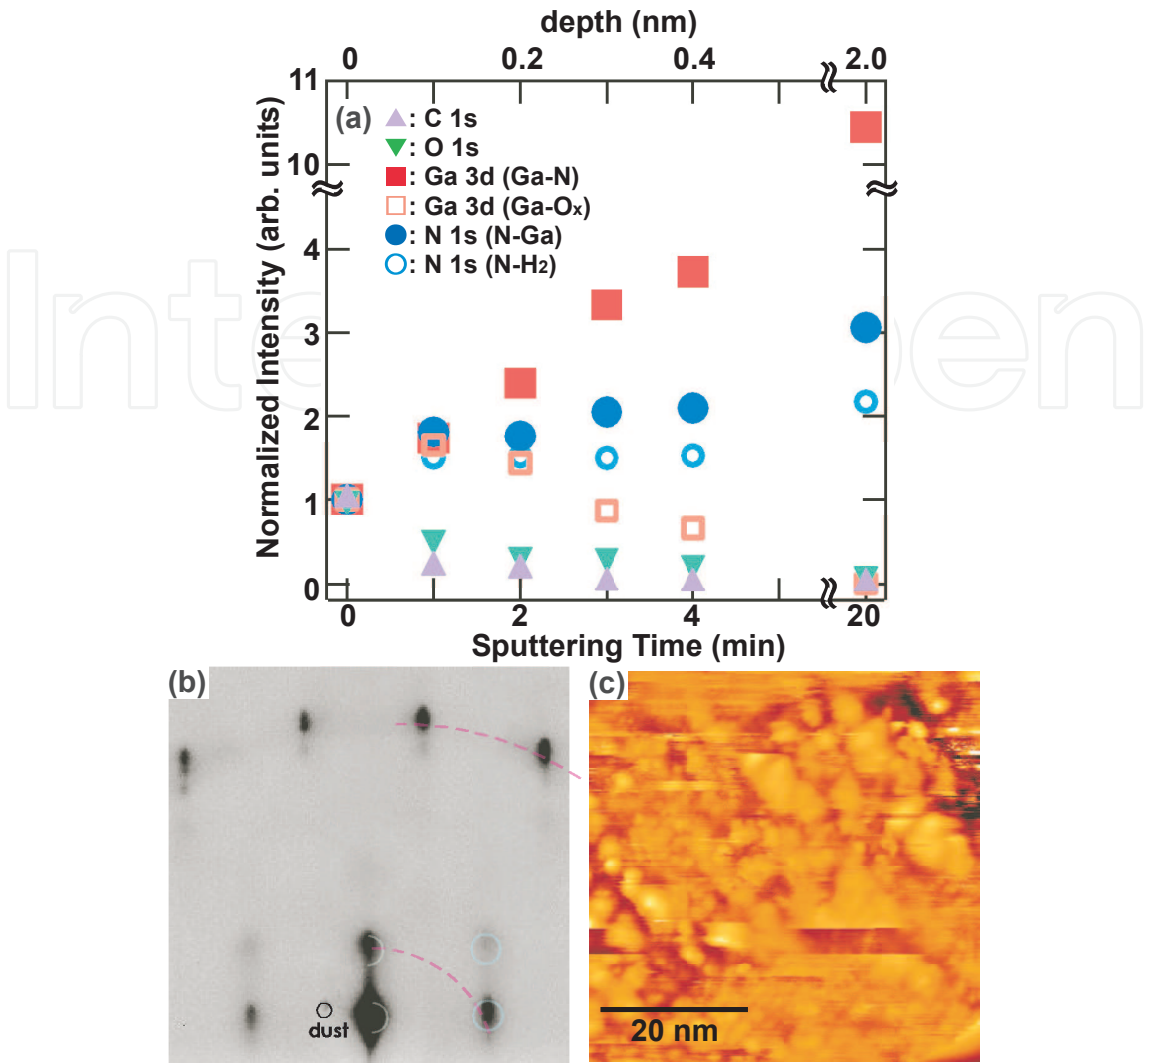 depth (nm)
0 0.2 0.4 2.0
Normalized Intensity (arb. units)
11
10
4
3
2
1
0
(a)
: C 1s
: O 1s
: Ga 3d (Ga-N)
: Ga 3d (Ga-Ox)
: N 1s (N-Ga)
: N 1s (N-H2)
0 2 4 20
Sputtering Time (min)
(b)
dust
(c)
20 nm